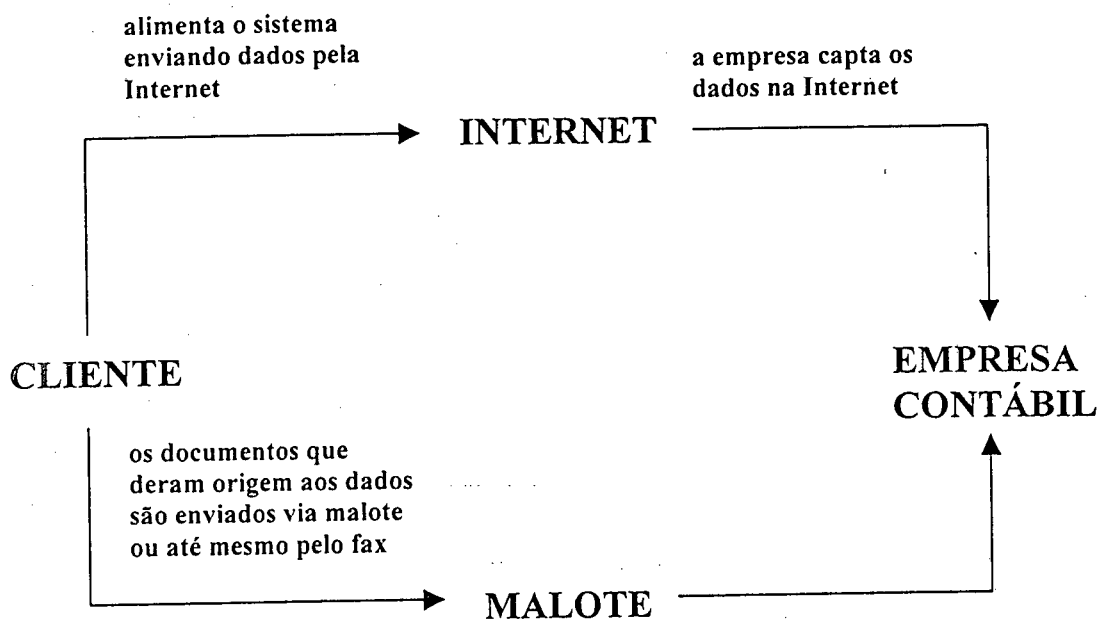 alimenta o sistema
enviando dados pela
Internet
a empresa capta os
dados na Internet
INTERNET
CLIENTE
EMPRESA
CONTÁBIL
os documentos que
deram origem aos dados
são enviados via malote
ou até mesmo pelo fax
MALOTE